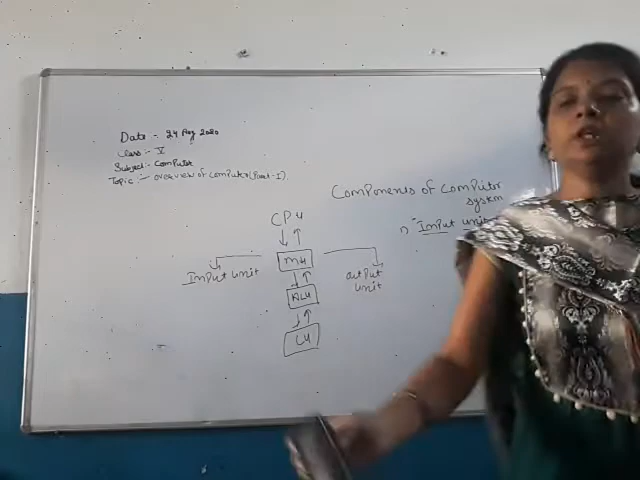 Date - 24 Aug 2020
Class - V
Subject - Computer
Topic - overview of Computer (Part-I).
Components of Computer
system
1) Input unit
CPU
MU
Input unit
output
unit
ALU
CU